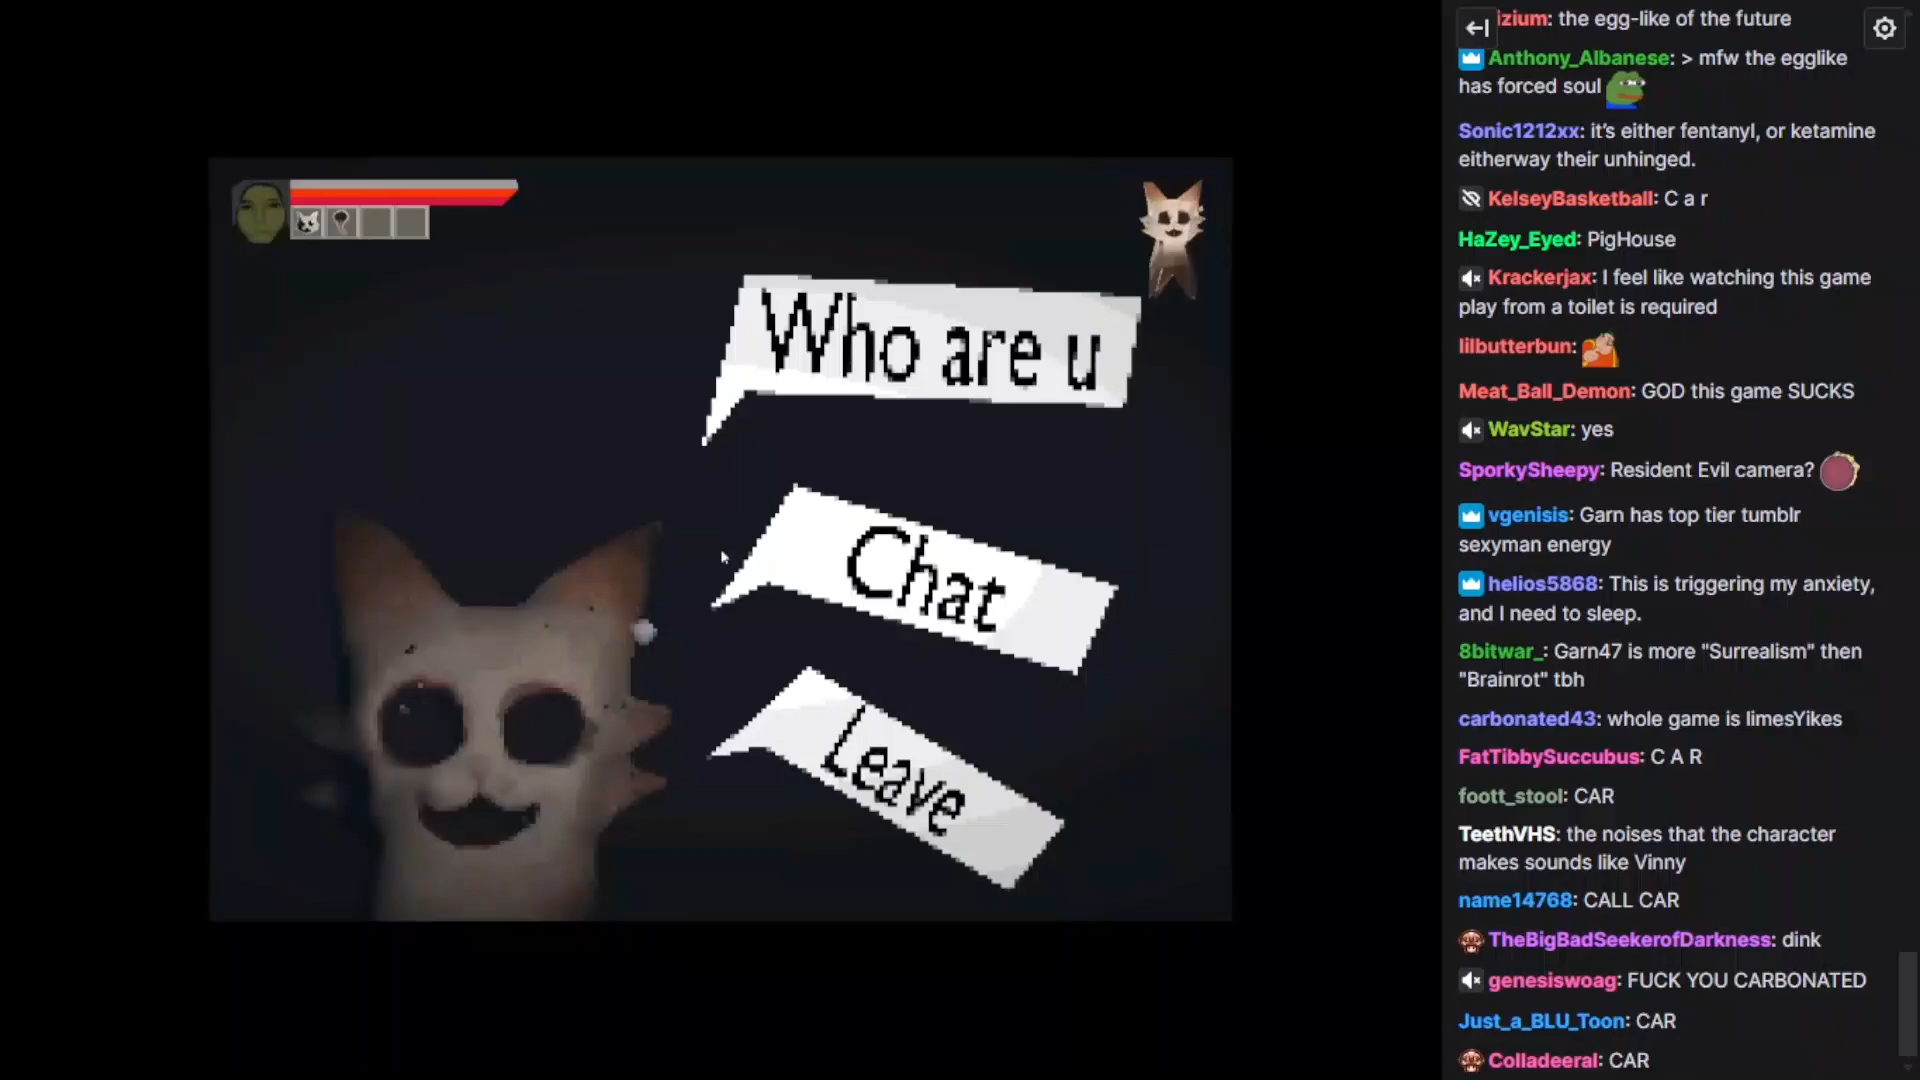 Who are u
Chat
Leave
izium: the egg-like of the future
Anthony_Albanese: > mfw the egglike
has forced soul
Sonic1212xx: it's either fentanyl, or ketamine
eitherway their unhinged.
KelseyBasketball: C a r
HaZey_Eyed: PigHouse
Krackerjax: I feel like watching this game
play from a toilet is required
lilbutterbun:
Meat_Ball_Demon: GOD this game SUCKS
WavStar: yes
SporkySheepy: Resident Evil camera?
vgenisis: Garn has top tier tumblr
sexyman energy
helios5868: This is triggering my anxiety,
and I need to sleep.
8bitwar_: Garn47 is more "Surrealism" then
"Brainrot" tbh
carbonated43: whole game is limesYikes
FatTibbySuccubus: C A R
foott_stool: CAR
TeethVHS: the noises that the character
makes sounds like Vinny
name14768: CALL CAR
TheBigBadSeekerofDarkness: dink
genesiswoag: FUCK YOU CARBONATED
Just_a_BLU_Toon: CAR
Colladeeral: CAR